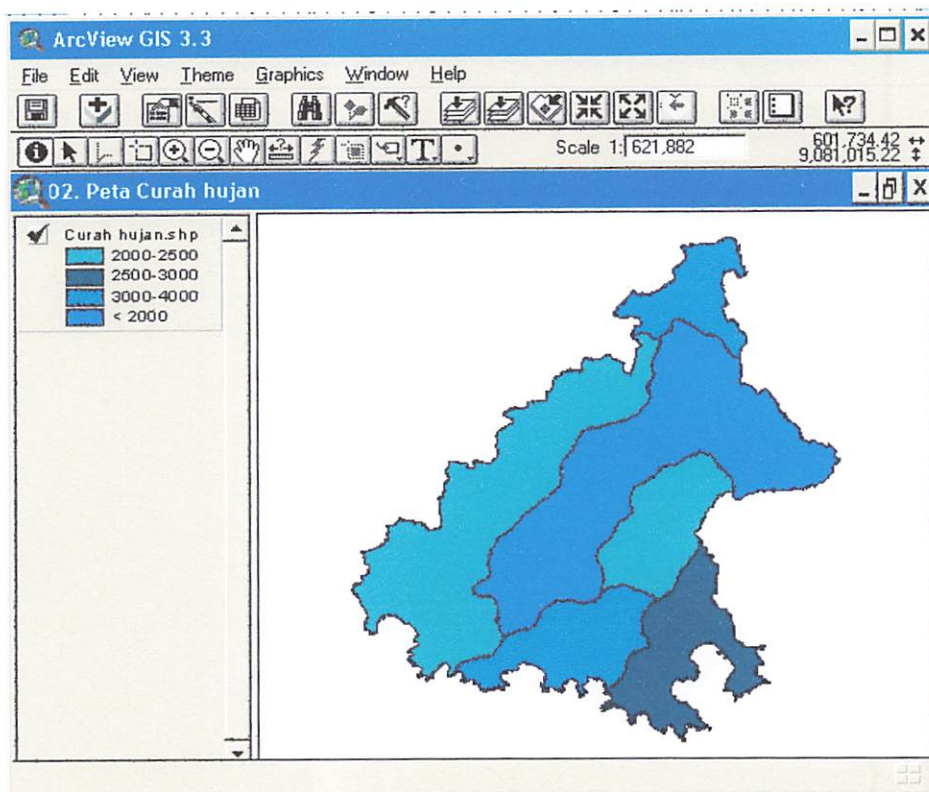 ArcView GIS 3.3
File Edit View Theme Graphics Window Help
Scale 1: 621,882
601,734.42
9,081,015.22
02. Peta Curah hujan
Curah hujan.shp
2000-2500
2500-3000
3000-4000
< 2000